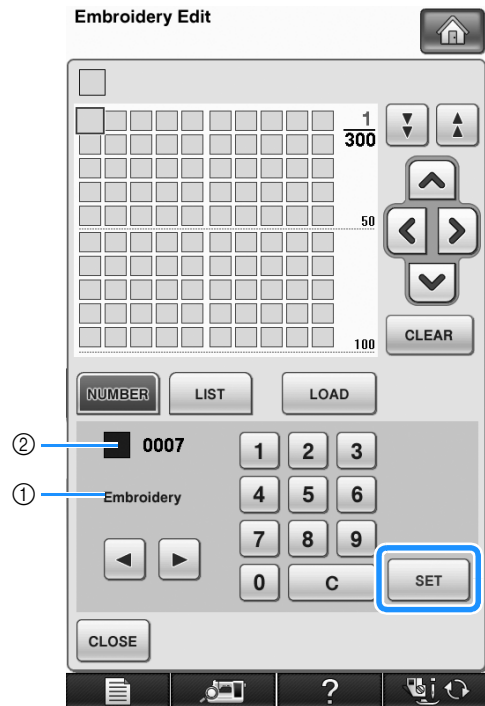 Embroidery Edit
1
300
50
100
CLEAR
NUMBER LIST LOAD
② 0007
① Embroidery
1 2 3
4 5 6
7 8 9
0 C
SET
CLOSE
?